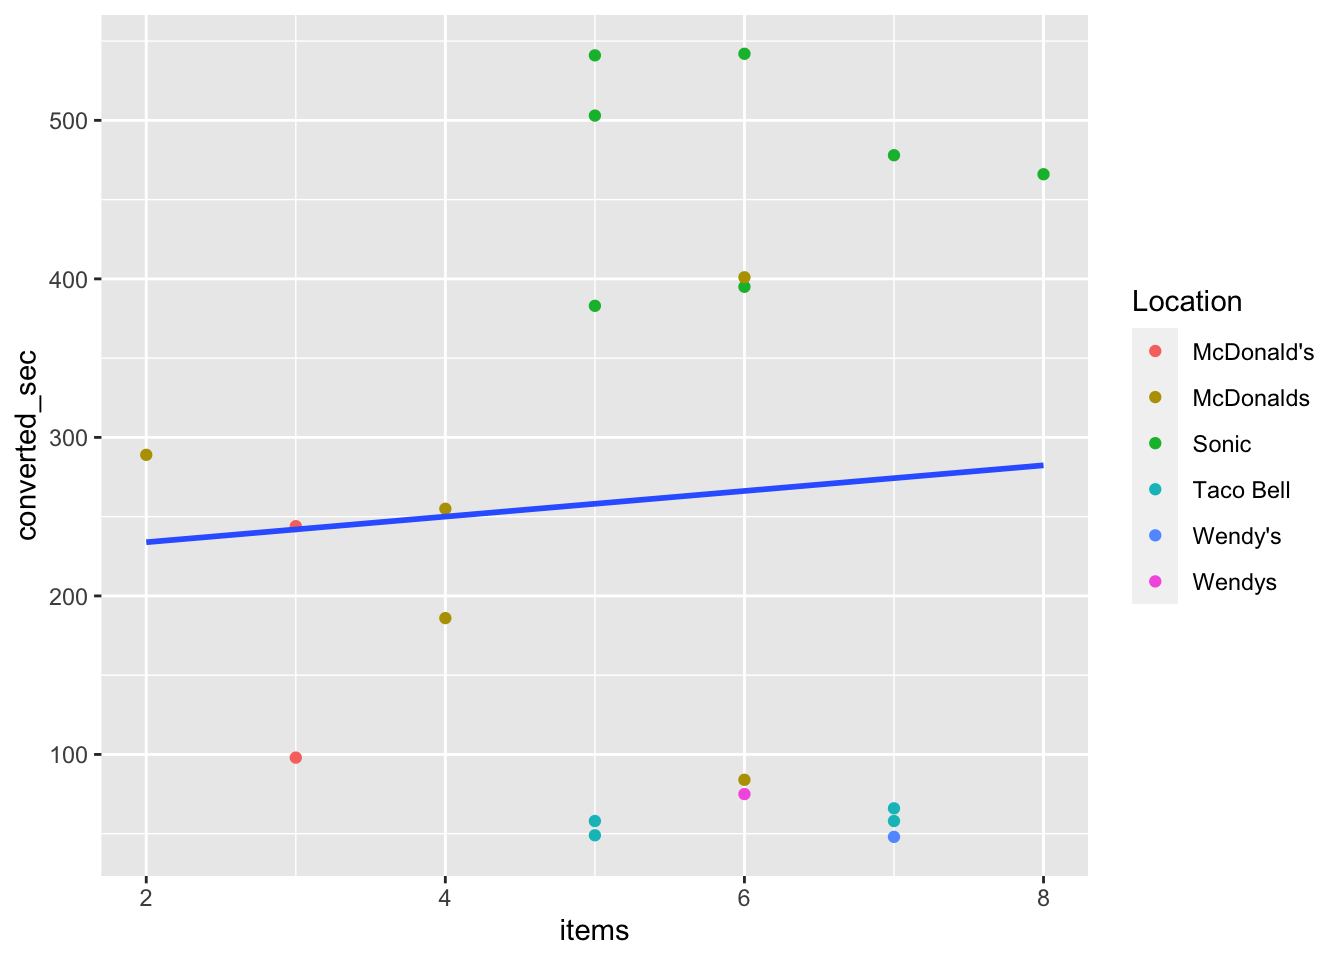 500
400
300
200
100
converted_sec
2 4 6 8
items
Location
McDonald's
McDonalds
Sonic
Taco Bell
Wendy's
Wendys